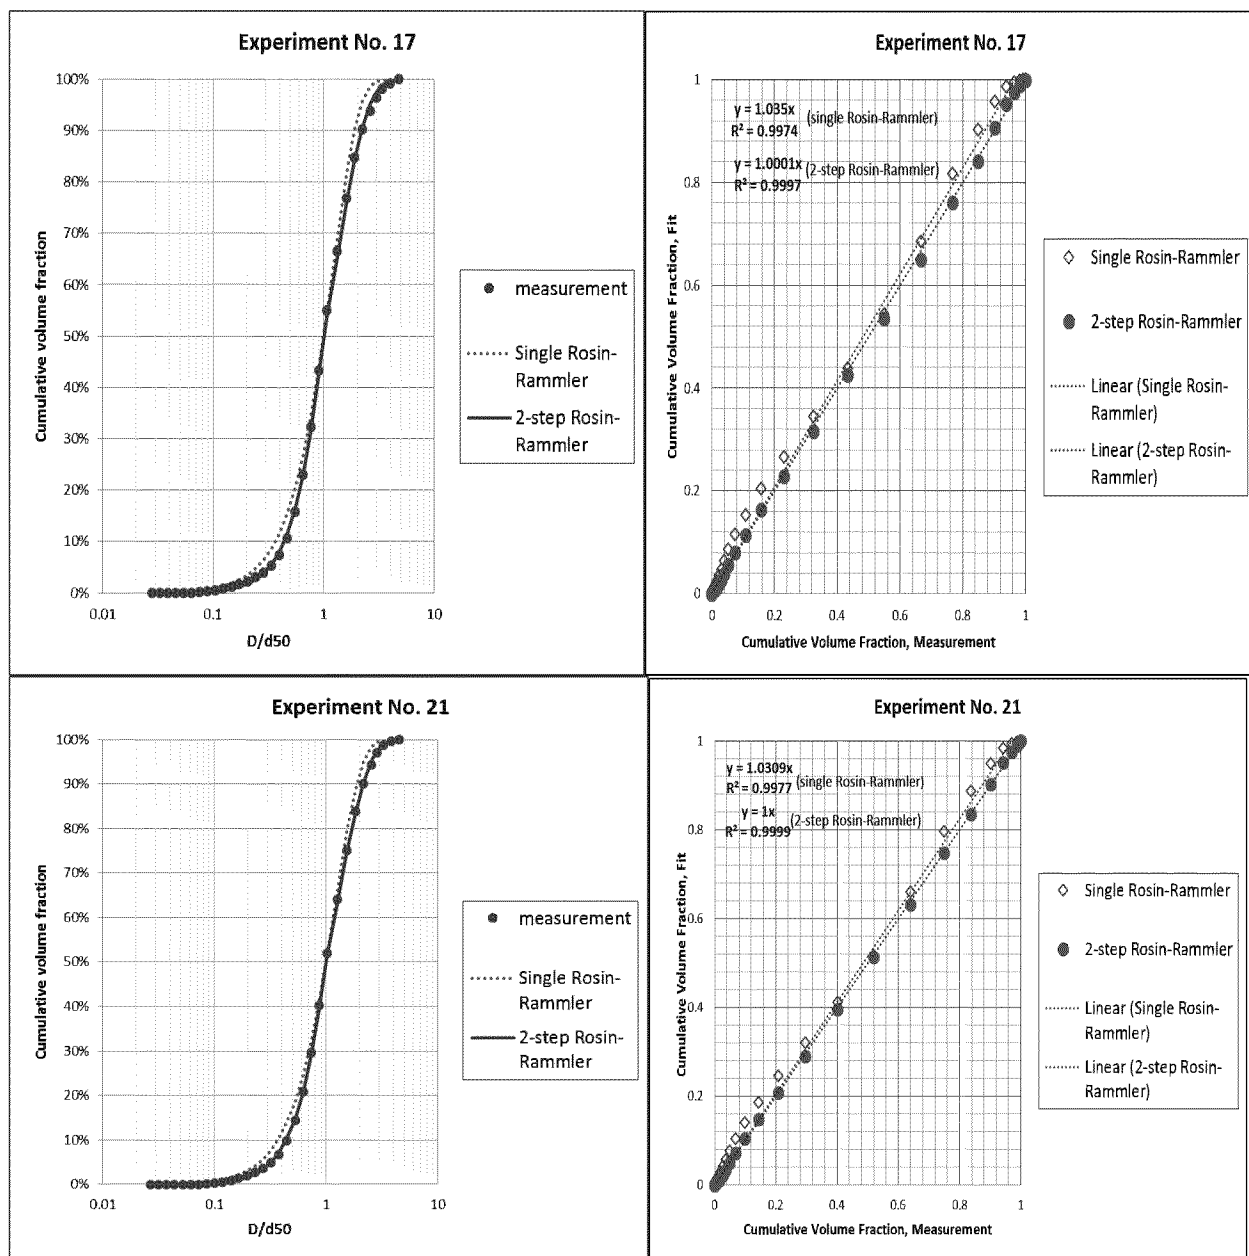 Experiment No. 17
100%
90%
80%
70%
60%
50%
40%
30%
20%
10%
0%
0.01
0.1
1
10
Cumulative volume fraction
D/d50
measurement
Single Rosin-
Rammler
2-step Rosin-
Rammler
Experiment No. 17
y = 1.035x
R² = 0.9974
(single Rosin-Rammler)
y = 1.0001x
(2-step Rosin-Rammler)
R² = 0.9997
1
0.8
0.6
0.4
0.2
0
0
0.2
0.4
0.6
0.8
1
Cumulative Volume Fraction, Fit
Cumulative Volume Fraction, Measurement
Single Rosin-Rammler
2-step Rosin-Rammler
Linear (Single Rosin-
Rammler)
Linear (2-step Rosin-
Rammler)
Experiment No. 21
100%
90%
80%
70%
60%
50%
40%
30%
20%
10%
0%
0.01
0.1
1
10
Cumulative volume fraction
D/d50
measurement
Single Rosin-
Rammler
2-step Rosin-
Rammler
Experiment No. 21
y = 1.0309x
R² = 0.9977
(single Rosin-Rammler)
y = 1x
R² = 0.9999
(2-step Rosin-Rammler)
1
0.8
0.6
0.4
0.2
0
0
0.2
0.4
0.6
0.8
1
Cumulative Volume Fraction, Fit
Cumulative Volume Fraction, Measurement
Single Rosin-Rammler
2-step Rosin-Rammler
Linear (Single Rosin-
Rammler)
Linear (2-step Rosin-
Rammler)